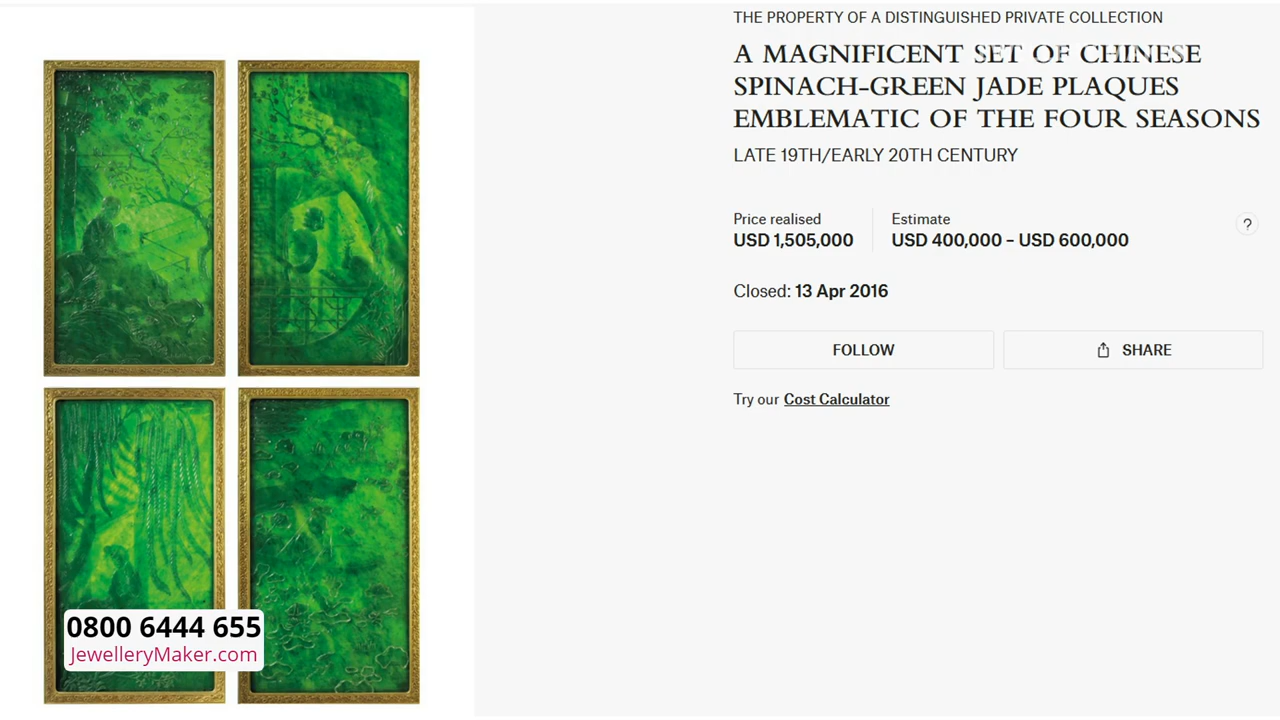 THE PROPERTY OF A DISTINGUISHED PRIVATE COLLECTION
A MAGNIFICENT SET OF CHINESE
SPINACH-GREEN JADE PLAQUES
EMBLEMATIC OF THE FOUR SEASONS
LATE 19TH/EARLY 20TH CENTURY
Price realised
USD 1,505,000
Estimate
USD 400,000 – USD 600,000
?
Closed: 13 Apr 2016
FOLLOW
SHARE
Try our Cost Calculator
0800 6444 655
JewelleryMaker.com